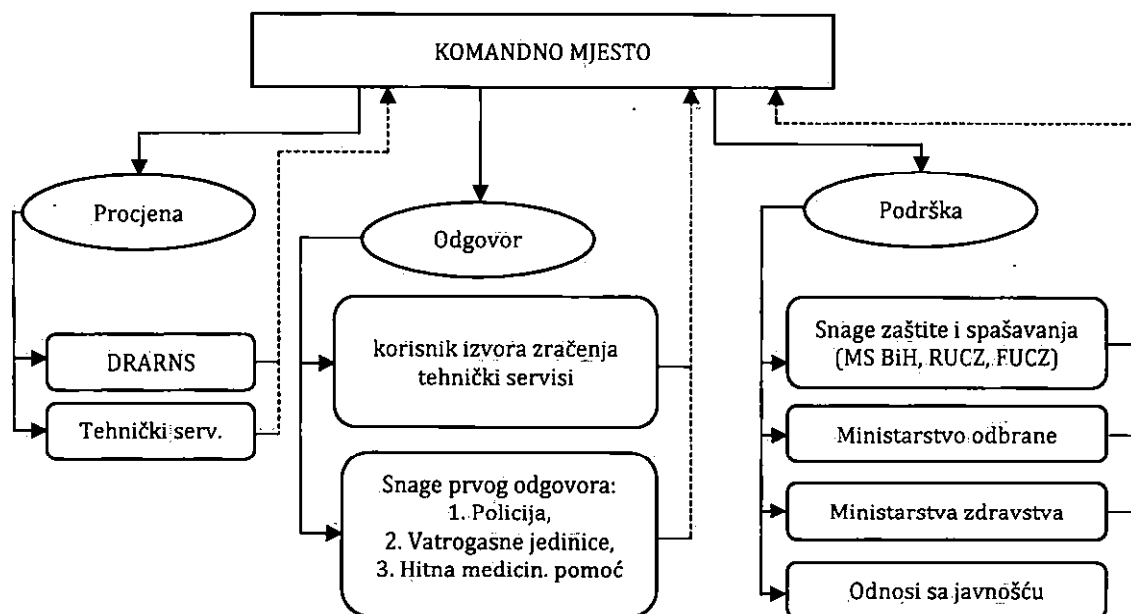 KOMANDNO MJESTO
Procjena
DRARNS
Tehnički serv.
Odgovor
korisnik izvora zračenja
tehnički servisi
Snage prvog odgovora:
1. Policija,
2. Vatrogasne jedinice,
3. Hitna medicin. pomoć
Podrška
Snage zaštite i spašavanja
(MS BiH, RUCZ, FUCZ)
Ministarstvo odbrane
Ministarstva zdravstva
Odnosi sa javnošću